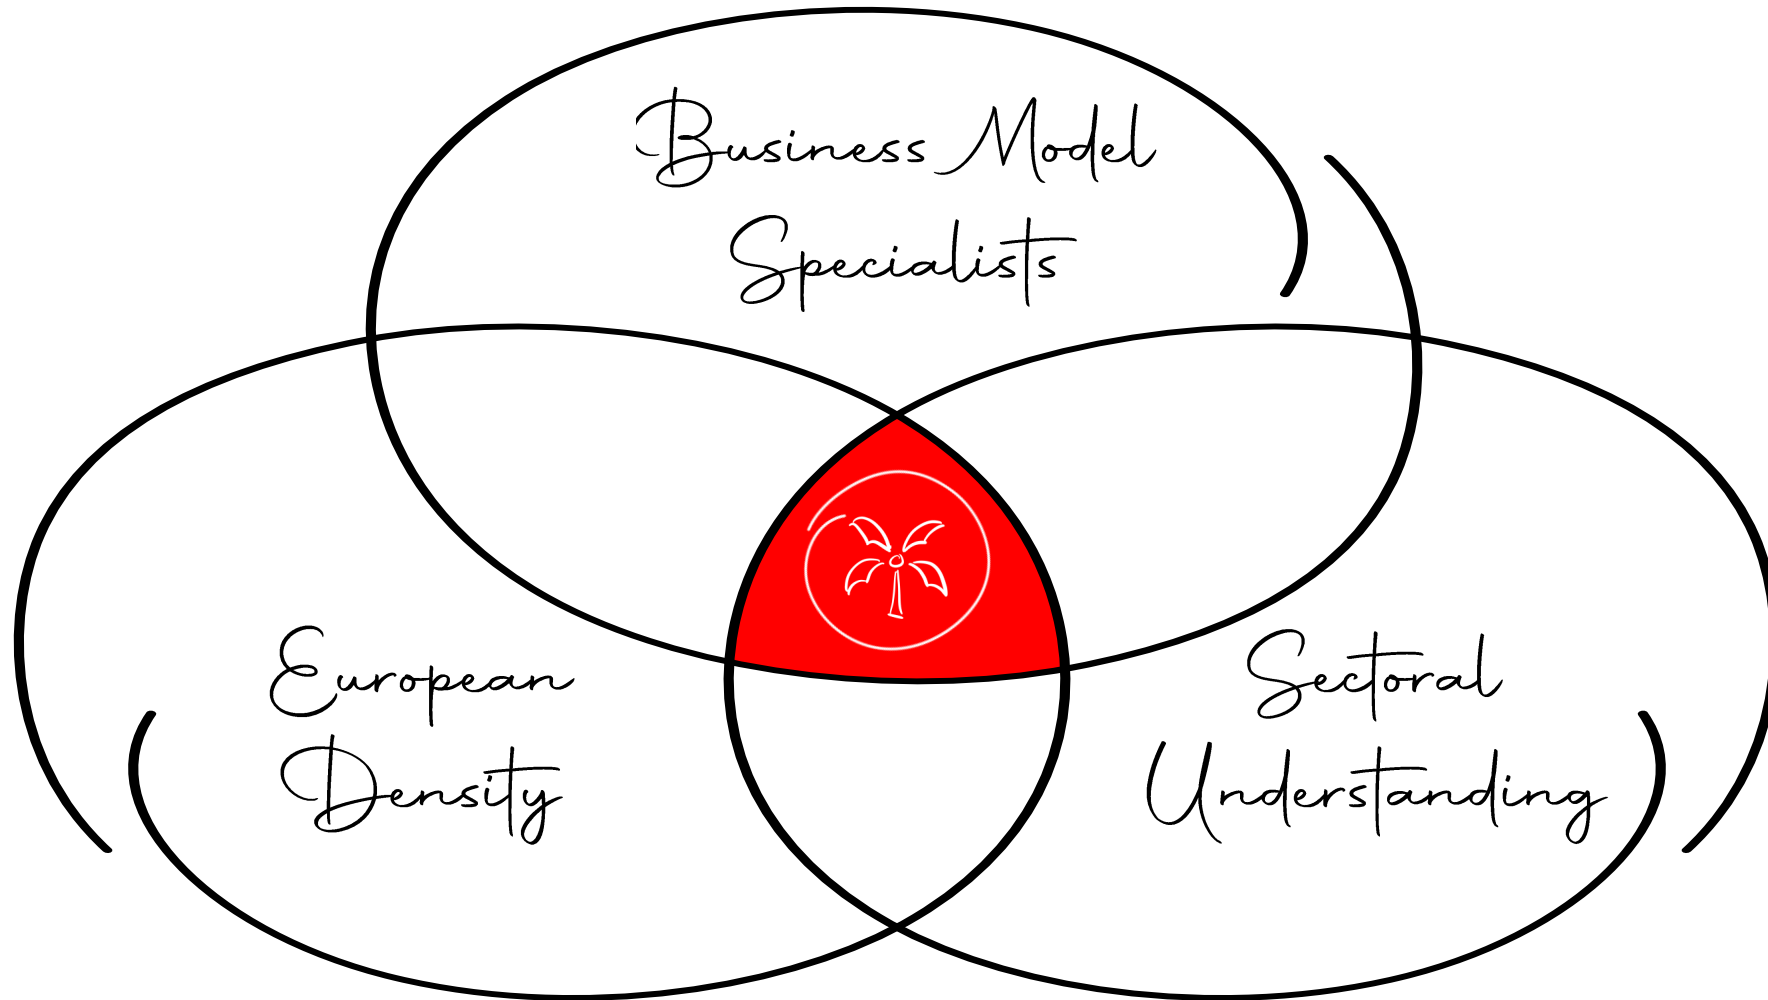 Business Model
Specialists
European
Density
Sectoral
Understanding